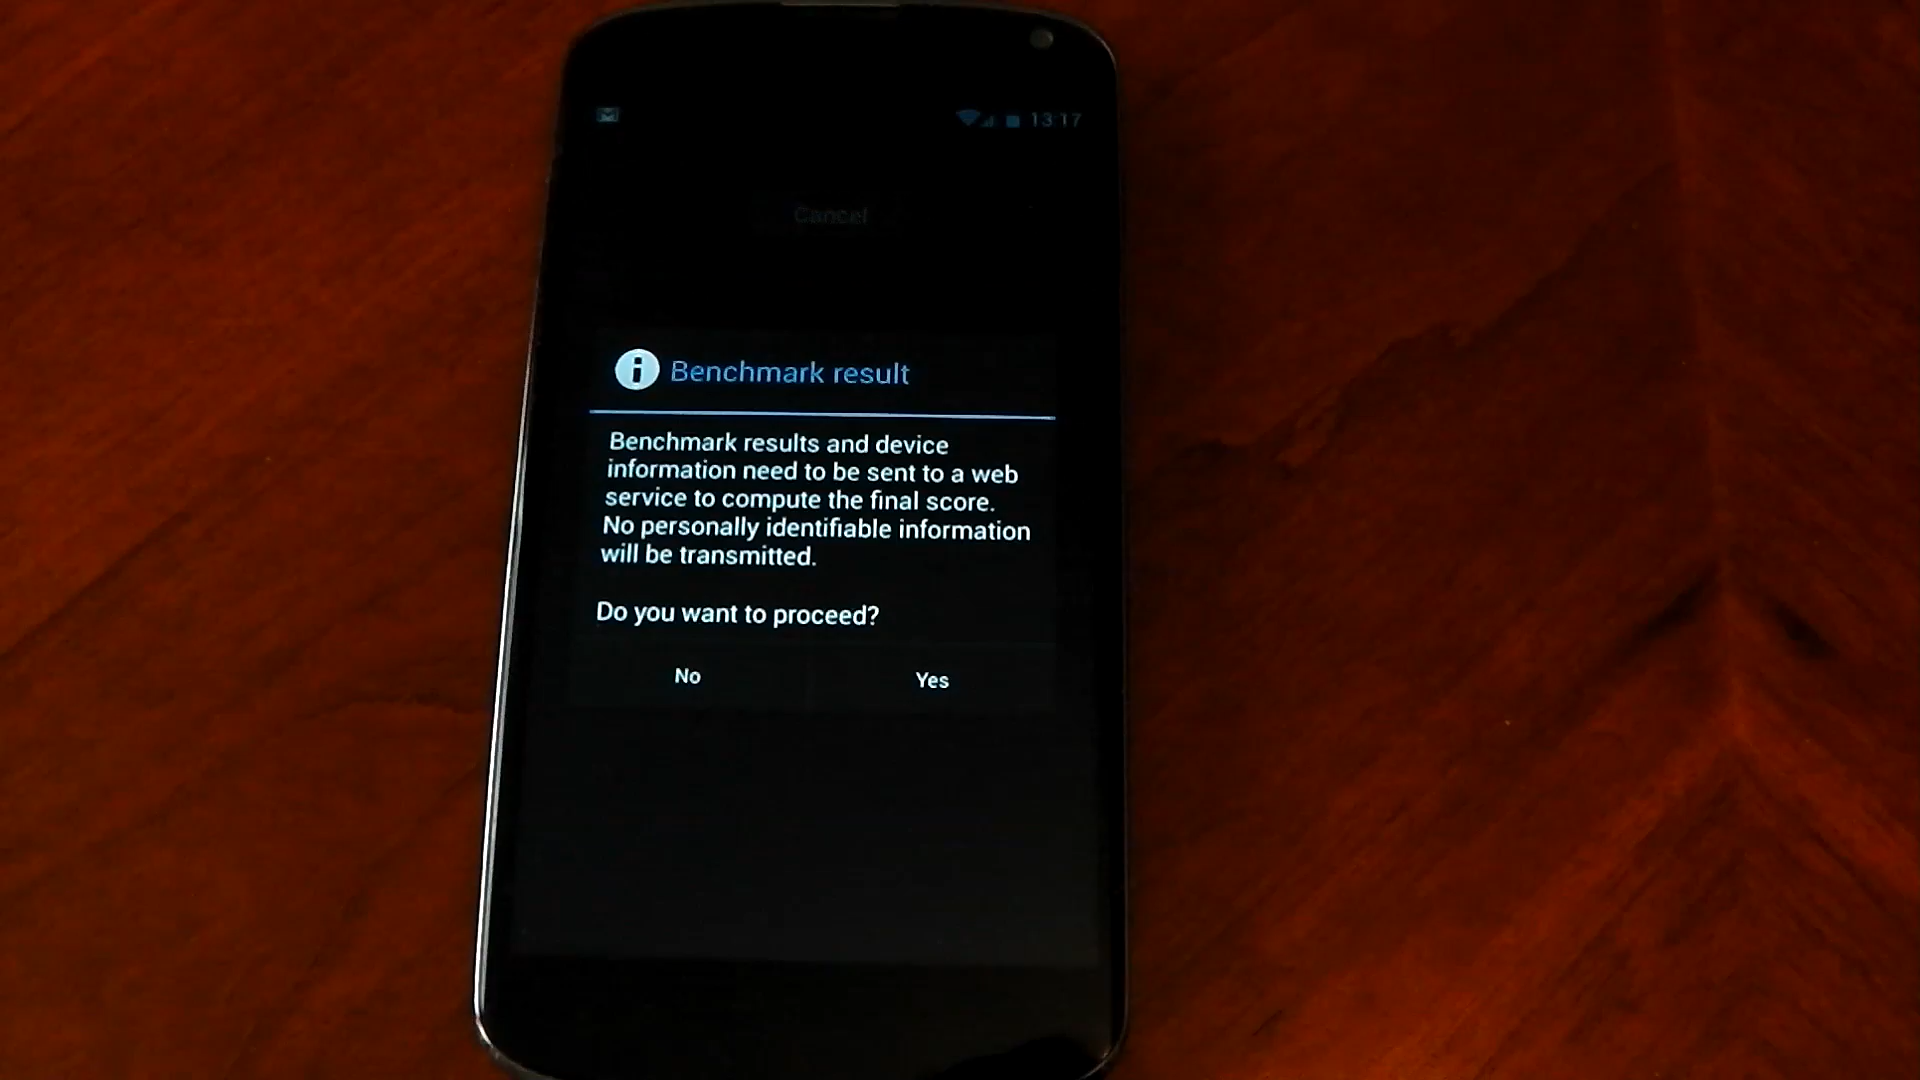 13:17
Cancel
Benchmark result
Benchmark results and device
information need to be sent to a web
service to compute the final score.
No personally identifiable information
will be transmitted.
Do you want to proceed?
No Yes